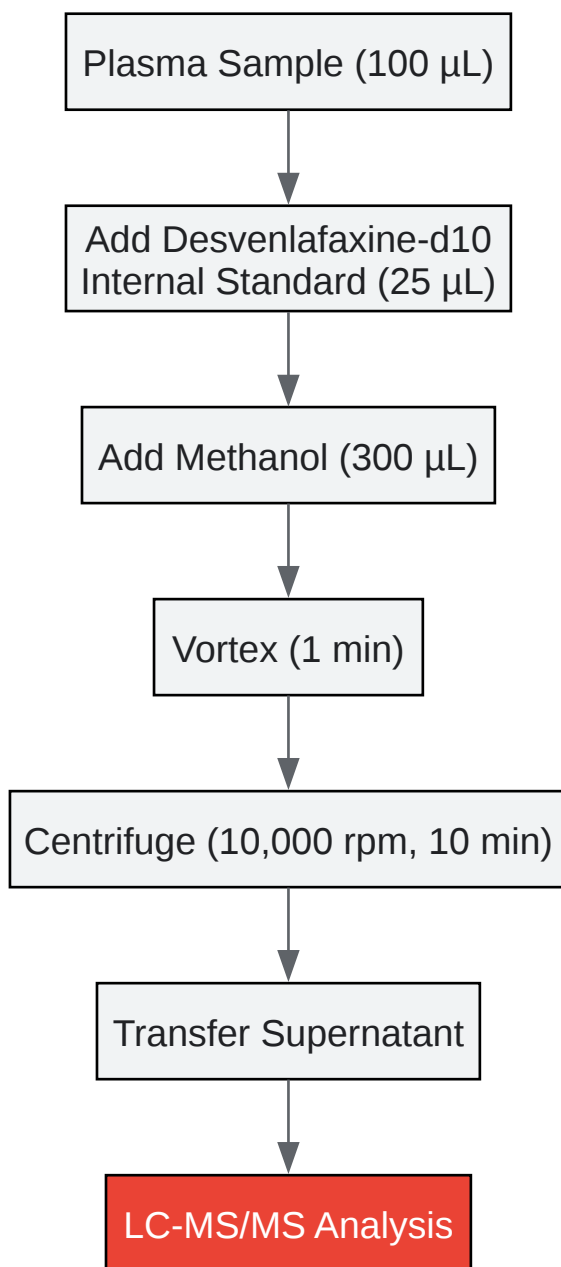 Plasma Sample (100 µL)
Add Desvenlafaxine-d10
Internal Standard (25 µL)
Add Methanol (300 µL)
Vortex (1 min)
Centrifuge (10,000 rpm, 10 min)
Transfer Supernatant
LC-MS/MS Analysis